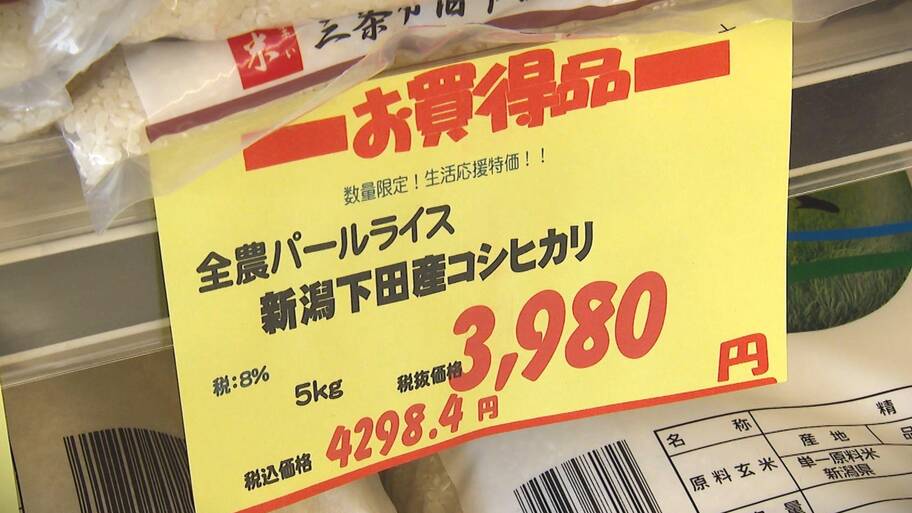 米
お買得品
数量限定！生活応援特価！！
全農パールライス
新潟下田産コシヒカリ
税：8% 5kg 税抜価格 3,980 円
税込価格 4298.4 円
名 称 精
原料玄米 産 地 品
単一原料米
新潟県